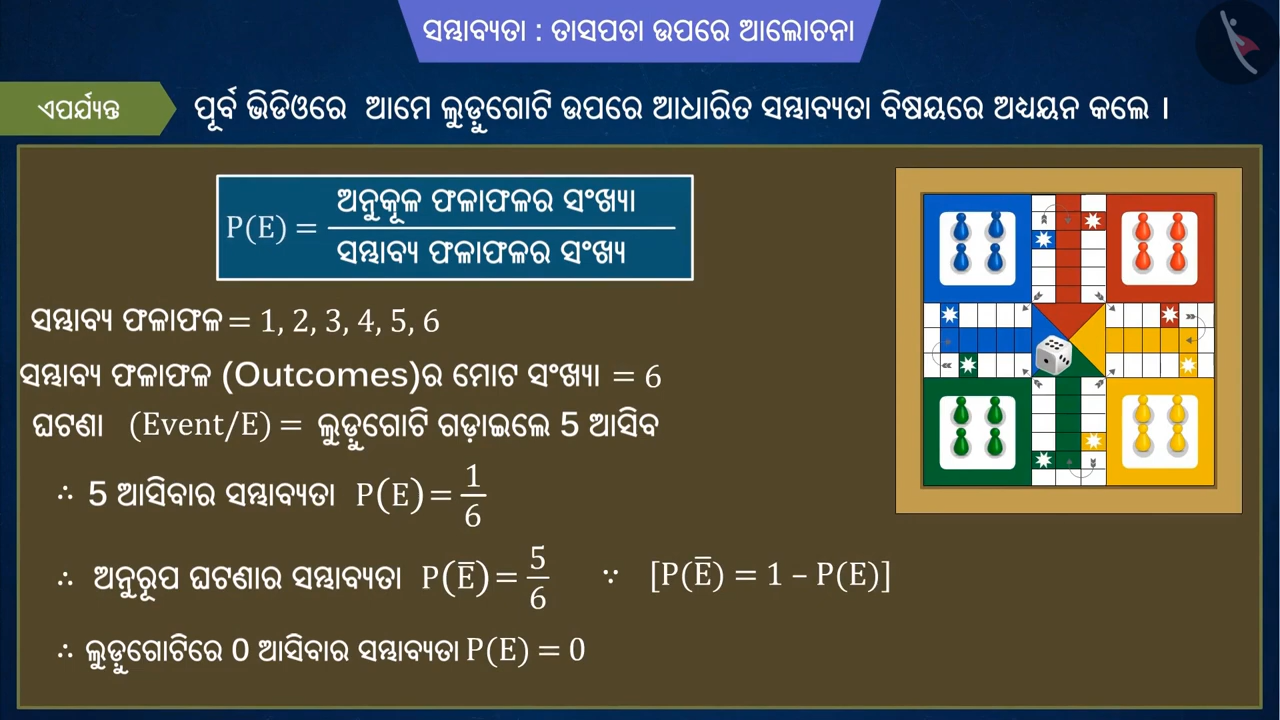 ସମ୍ଭାବ୍ୟତା : ତାସପତା ଉପରେ ଆଲୋଚନା
ଏପର୍ଯ୍ୟନ୍ତ
ପୂର୍ବ ଭିଡିଓରେ ଆମେ ଲୁଡୁଗୋଟି ଉପରେ ଆଧାରିତ ସମ୍ଭାବ୍ୟତା ବିଷୟରେ ଅଧ୍ୟୟନ କଲେ ।
P(E) = ଅନୁକୂଳ ଫଳାଫଳର ସଂଖ୍ୟା / ସମ୍ଭାବ୍ୟ ଫଳାଫଳର ସଂଖ୍ୟ
ସମ୍ଭାବ୍ୟ ଫଳାଫଳ = 1, 2, 3, 4, 5, 6
ସମ୍ଭାବ୍ୟ ଫଳାଫଳ (Outcomes)ର ମୋଟ ସଂଖ୍ୟା = 6
ଘଟଣା (Event/E) = ଲୁଡ଼ୁଗୋଟି ଗଡ଼ାଇଲେ 5 ଆସିବ
∴ 5 ଆସିବାର ସମ୍ଭାବ୍ୟତା P(E) = 1/6
∴ ଅନୁରୂପ ଘଟଣାର ସମ୍ଭାବ୍ୟତା P(E̅) = 5/6 ∵ [P(E̅) = 1 – P(E)]
∴ ଲୁଡ଼ୁଗୋଟିରେ 0 ଆସିବାର ସମ୍ଭାବ୍ୟତା P(E) = 0